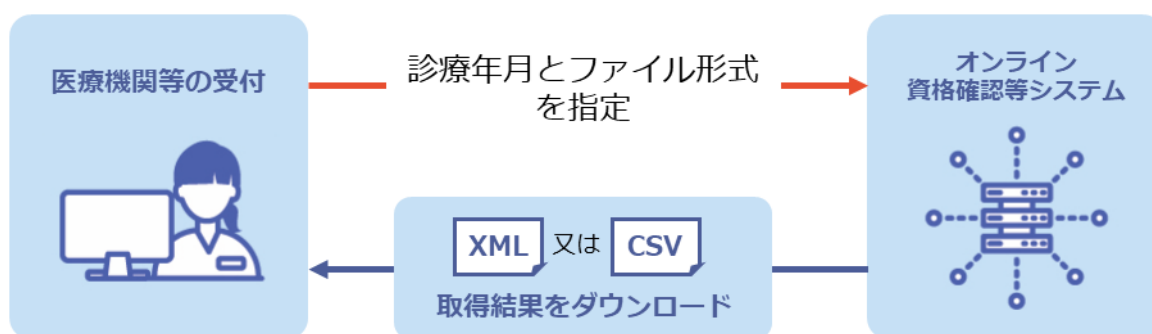 医療機関等の受付
診療年月とファイル形式
を指定
オンライン
資格確認等システム
XML 又は CSV
取得結果をダウンロード